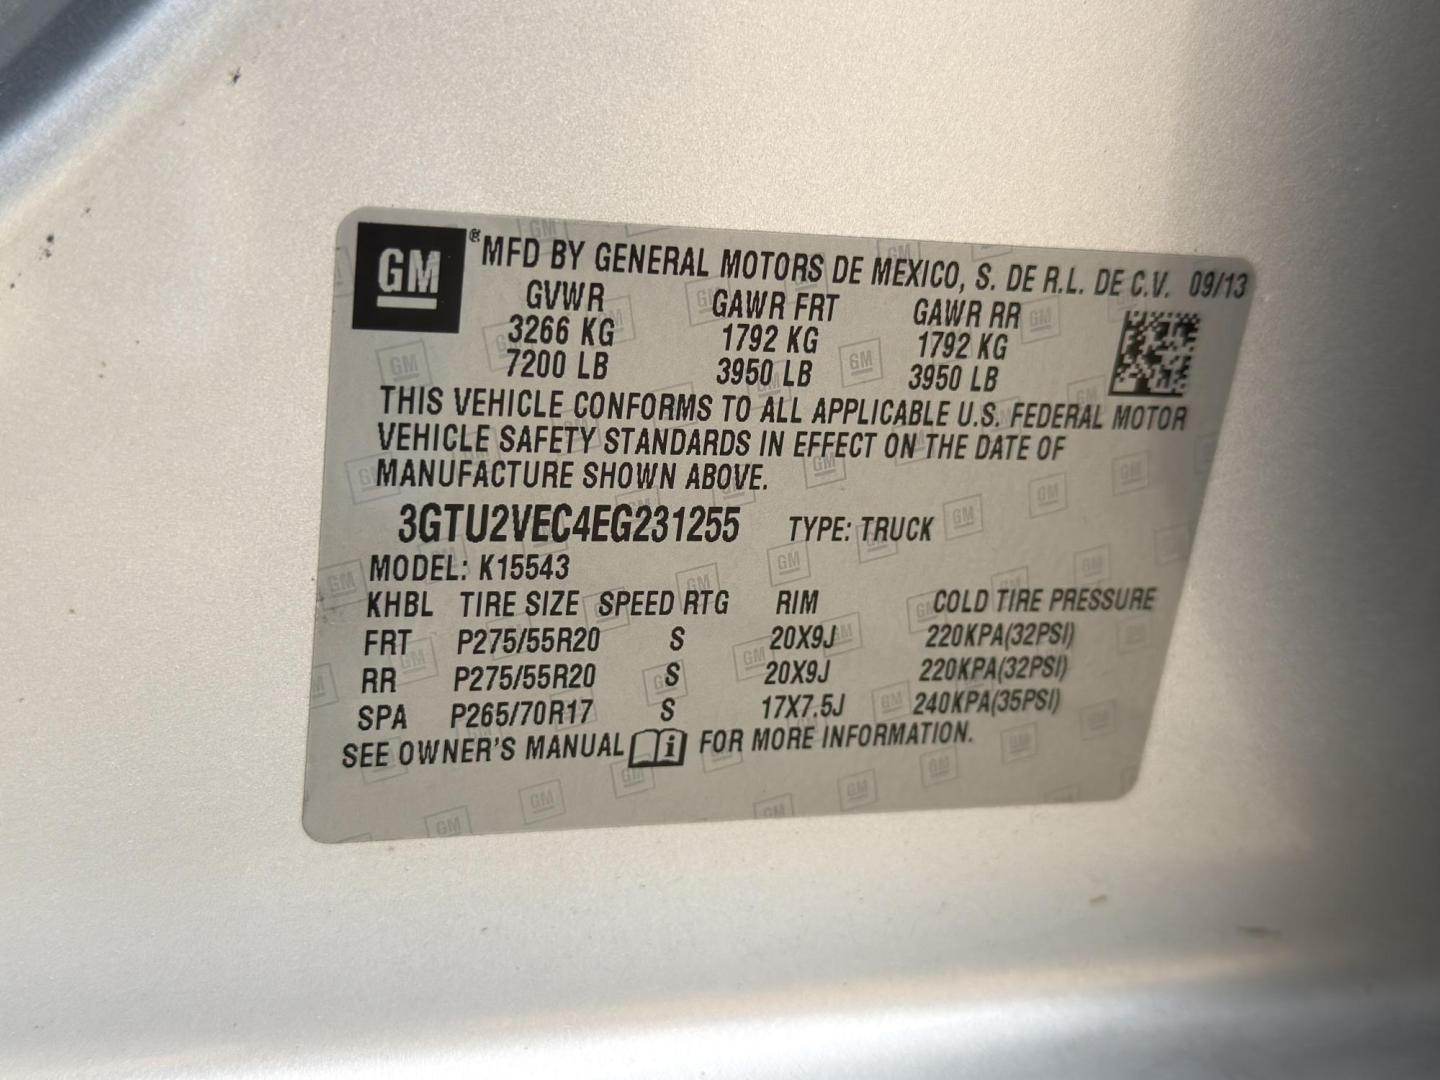 GM ® MFD BY GENERAL MOTORS DE MEXICO, S. DE R.L. DE C.V. 09/13
GVWR GAWR FRT GAWR RR
3266 KG 1792 KG 1792 KG
7200 LB 3950 LB 3950 LB
THIS VEHICLE CONFORMS TO ALL APPLICABLE U.S. FEDERAL MOTOR
VEHICLE SAFETY STANDARDS IN EFFECT ON THE DATE OF
MANUFACTURE SHOWN ABOVE.
3GTU2VEC4EG231255 TYPE: TRUCK
MODEL: K15543
KHBL TIRE SIZE SPEED RTG RIM COLD TIRE PRESSURE
FRT P275/55R20 S 20X9J 220KPA(32PSI)
RR P275/55R20 S 20X9J 220KPA(32PSI)
SPA P265/70R17 S 17X7.5J 240KPA(35PSI)
SEE OWNER'S MANUAL i FOR MORE INFORMATION.